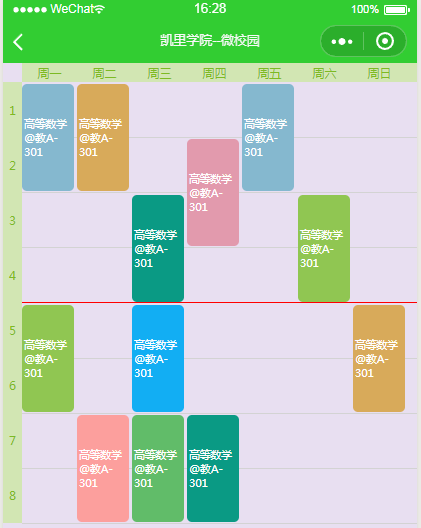 WeChat 16:28 100%
凯里学院--微校园
周一 周二 周三 周四 周五 周六 周日
1
高等数学
@教A-
301
高等数学
@教A-
301
高等数学
@教A-
301
2
高等数学
@教A-
301
3
高等数学
@教A-
301
高等数学
@教A-
301
4
5
高等数学
@教A-
301
高等数学
@教A-
301
高等数学
@教A-
301
6
7
高等数学
@教A-
301
高等数学
@教A-
301
高等数学
@教A-
301
8